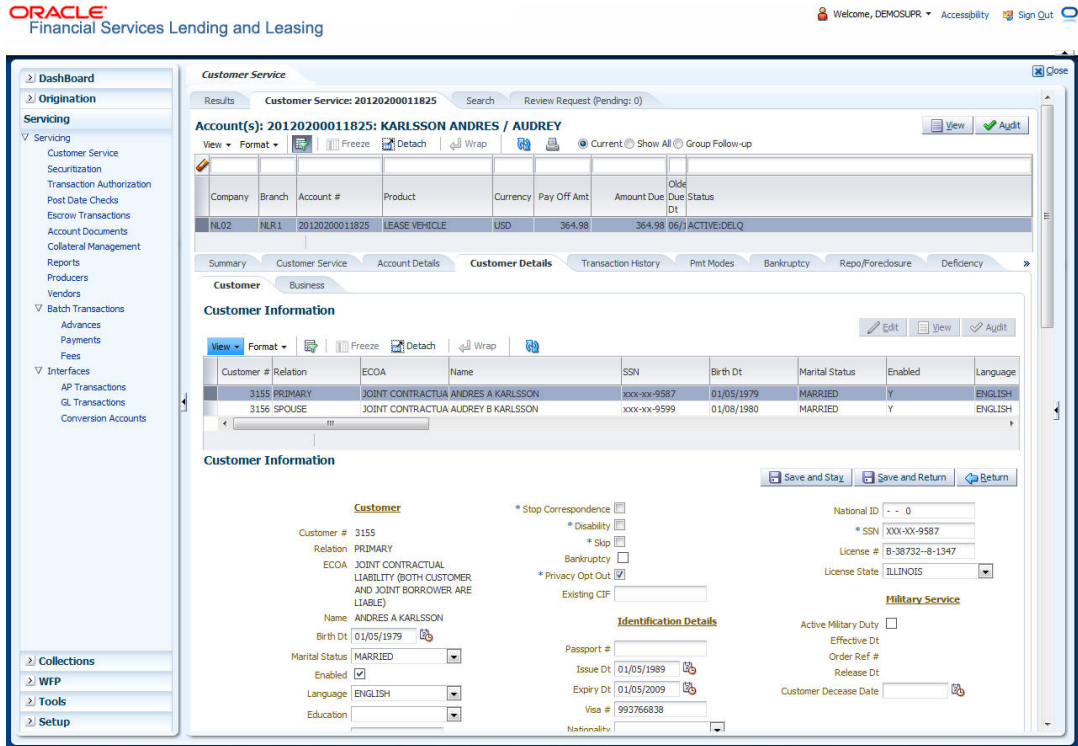 ORACLE
Financial Services Lending and Leasing
Welcome, DEMOSUPR Accessibility Sign Out
Close
DashBoard
Origination
Servicing
Servicing
Customer Service
Securitization
Transaction Authorization
Post Date Checks
Escrow Transactions
Account Documents
Collateral Management
Reports
Producers
Vendors
Batch Transactions
Advances
Payments
Fees
Interfaces
AP Transactions
GL Transactions
Conversion Accounts
Collections
WFP
Tools
Setup
Customer Service
Results Customer Service: 20120200011825 Search Review Request (Pending: 0)
Account(s): 20120200011825: KARLSSON ANDRES / AUDREY
View Audit
View Format Freeze Detach Wrap Current Show All Group Follow-up
Company Branch Account # Product Currency Pay Off Amt Amount Due Olde Due Dt Status
NL02 NLR1 20120200011825 LEASE VEHICLE USD 364.98 364.98 06/1 ACTIVE:DELQ
Summary Customer Service Account Details Customer Details Transaction History Pmt Modes Bankruptcy Repo/Foreclosure Deficiency »
Customer Business
Customer Information
Edit View Audit
View Format Freeze Detach Wrap
Customer # Relation ECOA Name SSN Birth Dt Marital Status Enabled Language
3155 PRIMARY JOINT CONTRACTUA ANDRES A KARLSSON xxx-xx-9587 01/05/1979 MARRIED Y ENGLISH
3156 SPOUSE JOINT CONTRACTUA AUDREY B KARLSSON xxx-xx-9599 01/08/1980 MARRIED Y ENGLISH
Customer Information
Save and Stay Save and Return Return
Customer
Customer # 3155
Relation PRIMARY
ECOA JOINT CONTRACTUAL
LIABILITY (BOTH CUSTOMER
AND JOINT BORROWER ARE
LIABLE)
Name ANDRES A KARLSSON
Birth Dt 01/05/1979
Marital Status MARRIED
Enabled
Language ENGLISH
Education
* Stop Correspondence
* Disability
* Skip
Bankruptcy
* Privacy Opt Out
Existing CIF
Identification Details
Passport #
Issue Dt 01/05/1989
Expiry Dt 01/05/2009
Visa # 993766838
Nationality
National ID - - 0
* SSN XXX-XX-9587
License # B-38732--8-1347
License State ILLINOIS
Military Service
Active Military Duty
Effective Dt
Order Ref #
Release Dt
Customer Decease Date